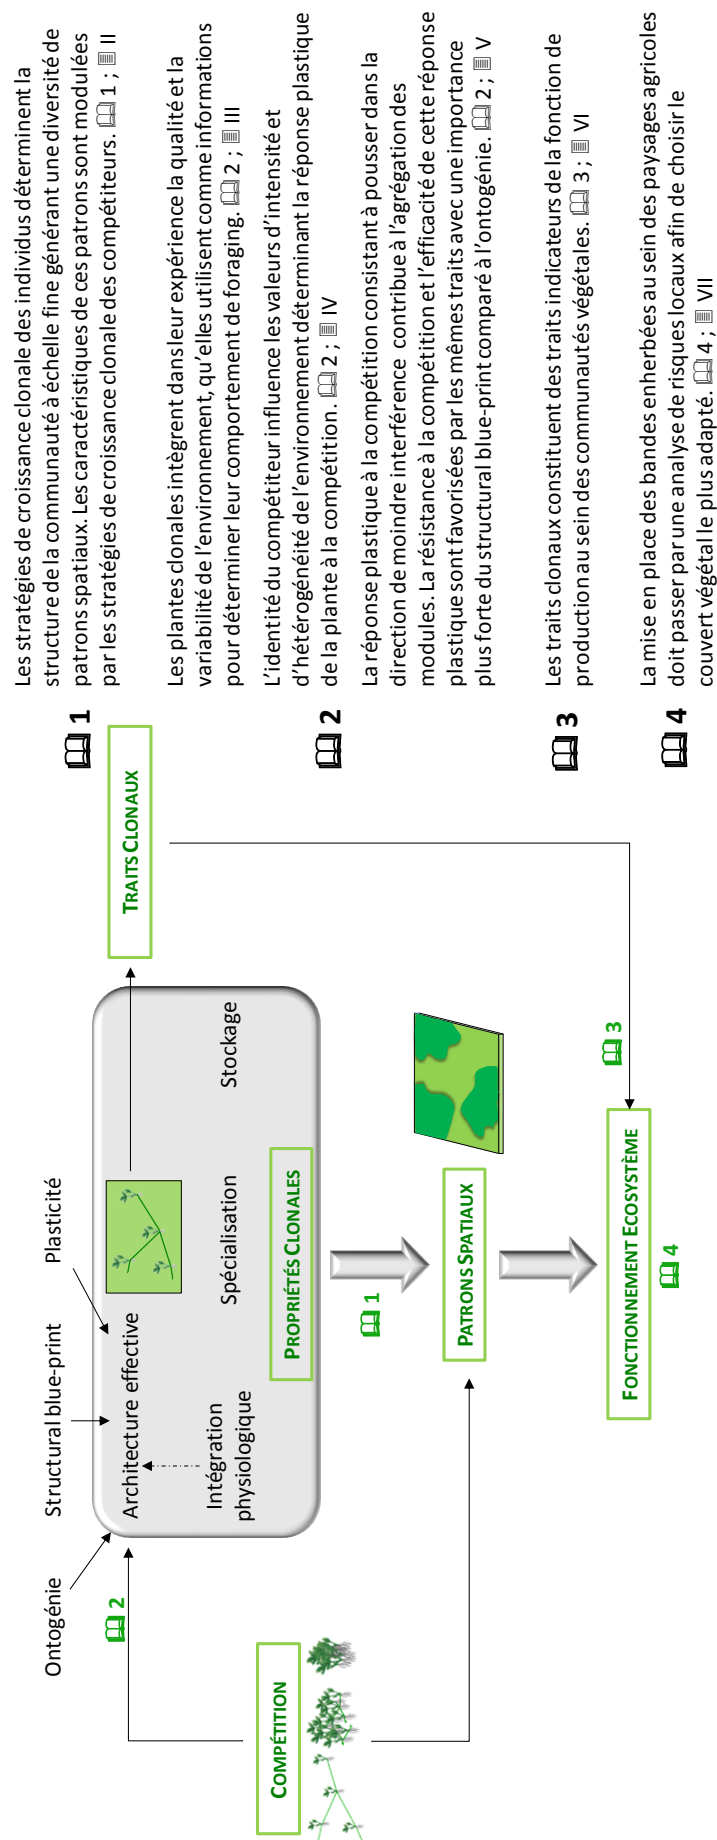 Ontogénie
Structural blue-print
Plasticité
Architecture effective
Intégration
physiologique
Spécialisation
Stockage
PROPRIÉTÉS CLONALES
TRAITS CLONAUX
2
COMPÉTITION
1
PATRONS SPATIAUX
3
FONCTIONNEMENT ECOSYSTÈME
4
1
Les stratégies de croissance clonale des individus déterminent la
structure de la communauté à échelle fine générant une diversité de
patrons spatiaux. Les caractéristiques de ces patrons sont modulées
par les stratégies de croissance clonale des compétiteurs. 1 ; II
2
Les plantes clonales intègrent dans leur expérience la qualité et la
variabilité de l'environnement, qu'elles utilisent comme informations
pour déterminer leur comportement de foraging. 2 ; III
L'identité du compétiteur influence les valeurs d'intensité et
d'hétérogénéité de l'environnement déterminant la réponse plastique
de la plante à la compétition. 2 ; IV
La réponse plastique à la compétition consistant à pousser dans la
direction de moindre interférence contribue à l'agrégation des
modules. La résistance à la compétition et l'efficacité de cette réponse
plastique sont favorisées par les mêmes traits avec une importance
plus forte du structural blue-print comparé à l'ontogénie. 2 ; V
3
Les traits clonaux constituent des traits indicateurs de la fonction de
production au sein des communautés végétales. 3 ; VI
4
La mise en place des bandes enherbées au sein des paysages agricoles
doit passer par une analyse de risques locaux afin de choisir le
couvert végétal le plus adapté. 4 ; VII